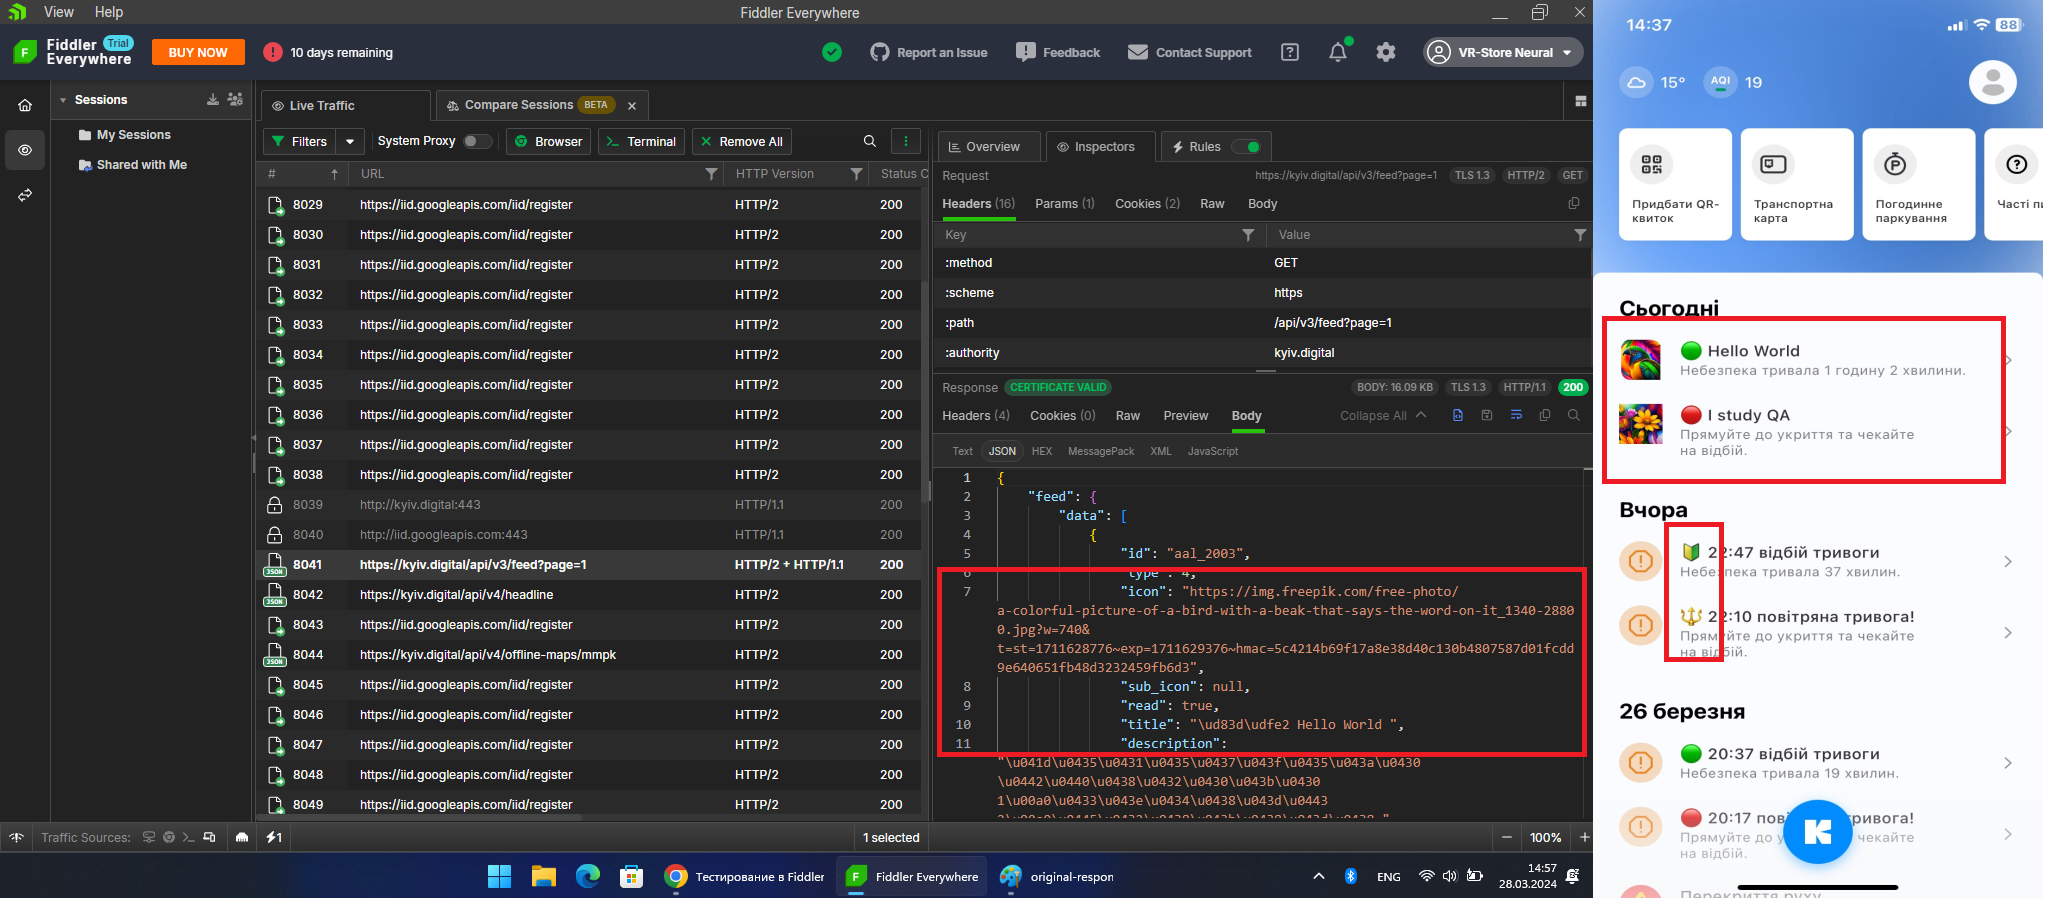 View Help
Fiddler Everywhere
Fiddler Trial
Everywhere
BUY NOW
10 days remaining
Report an Issue
Feedback
Contact Support
VR-Store Neural
Sessions
My Sessions
Shared with Me
Live Traffic
Compare Sessions BETA
Filters
System Proxy
Browser
Terminal
Remove All
# URL HTTP Version Status C
8029 https://iid.googleapis.com/iid/register HTTP/2 200
8030 https://iid.googleapis.com/iid/register HTTP/2 200
8031 https://iid.googleapis.com/iid/register HTTP/2 200
8032 https://iid.googleapis.com/iid/register HTTP/2 200
8033 https://iid.googleapis.com/iid/register HTTP/2 200
8034 https://iid.googleapis.com/iid/register HTTP/2 200
8035 https://iid.googleapis.com/iid/register HTTP/2 200
8036 https://iid.googleapis.com/iid/register HTTP/2 200
8037 https://iid.googleapis.com/iid/register HTTP/2 200
8038 https://iid.googleapis.com/iid/register HTTP/2 200
8039 http://kyiv.digital:443 HTTP/1.1 200
8040 http://iid.googleapis.com:443 HTTP/1.1 200
JSON 8041 https://kyiv.digital/api/v3/feed?page=1 HTTP/2 + HTTP/1.1 200
JSON 8042 https://kyiv.digital/api/v4/headline HTTP/2 200
8043 https://iid.googleapis.com/iid/register HTTP/2 200
JSON 8044 https://kyiv.digital/api/v4/offline-maps/mmpk HTTP/2 200
8045 https://iid.googleapis.com/iid/register HTTP/2 200
8046 https://iid.googleapis.com/iid/register HTTP/2 200
8047 https://iid.googleapis.com/iid/register HTTP/2 200
8048 https://iid.googleapis.com/iid/register HTTP/2 200
8049 https://iid.googleapis.com/iid/register HTTP/2 200
Overview
Inspectors
Rules
Request https://kyiv.digital/api/v3/feed?page=1 TLS 1.3 HTTP/2 GET
Headers (16) Params (1) Cookies (2) Raw Body
Key Value
:method GET
:scheme https
:path /api/v3/feed?page=1
:authority kyiv.digital
Response CERTIFICATE VALID BODY: 16.09 KB TLS 1.3 HTTP/1.1 200
Headers (4) Cookies (0) Raw Preview Body Collapse All
Text JSON HEX MessagePack XML JavaScript
1 {
2 "feed": {
3 "data": [
4 {
5 "id": "aal_2003",
6 "type": 4,
7 "icon": "https://img.freepik.com/free-photo/
a-colorful-picture-of-a-bird-with-a-beak-that-says-the-word-on-it_1340-2880
0.jpg?w=740&
t=st=1711628776~exp=1711629376~hmac=5c4214b69f17a8e38d40c130b4807587d01fcdd
9e640651fb48d3232459fb6d3",
8 "sub_icon": null,
9 "read": true,
10 "title": "\ud83d\udfe2 Hello World ",
11 "description":
"\u041d\u0435\u0431\u0435\u0437\u043f\u0435\u043a\u0430
\u0442\u0440\u0438\u0432\u0430\u043b\u0430
1\u00a0\u0433\u043e\u0434\u0438\u043d\u0443
2\u00a0\u0445\u0432\u0438\u043b\u0438\u043d\u0438."
Traffic Sources:
1
1 selected
100%
Тестирование в Fiddler
Fiddler Everywhere
original-respon
ENG
14:57
28.03.2024
14:37
88
15°
AQI 19
Придбати QR-
квиток
Транспортна
карта
Погодинне
паркування
Часті пи
Сьогодні
Hello World
Небезпека тривала 1 годину 2 хвилини.
I study QA
Прямуйте до укриття та чекайте
на відбій.
Вчора
22:47 відбій тривоги
Небезпека тривала 37 хвилин.
22:10 повітряна тривога!
Прямуйте до укриття та чекайте
на відбій.
26 березня
20:37 відбій тривоги
Небезпека тривала 19 хвилин.
20:17 пов тривога!
Прямуйте до у чекайте
на відбій.
Перекриття руху